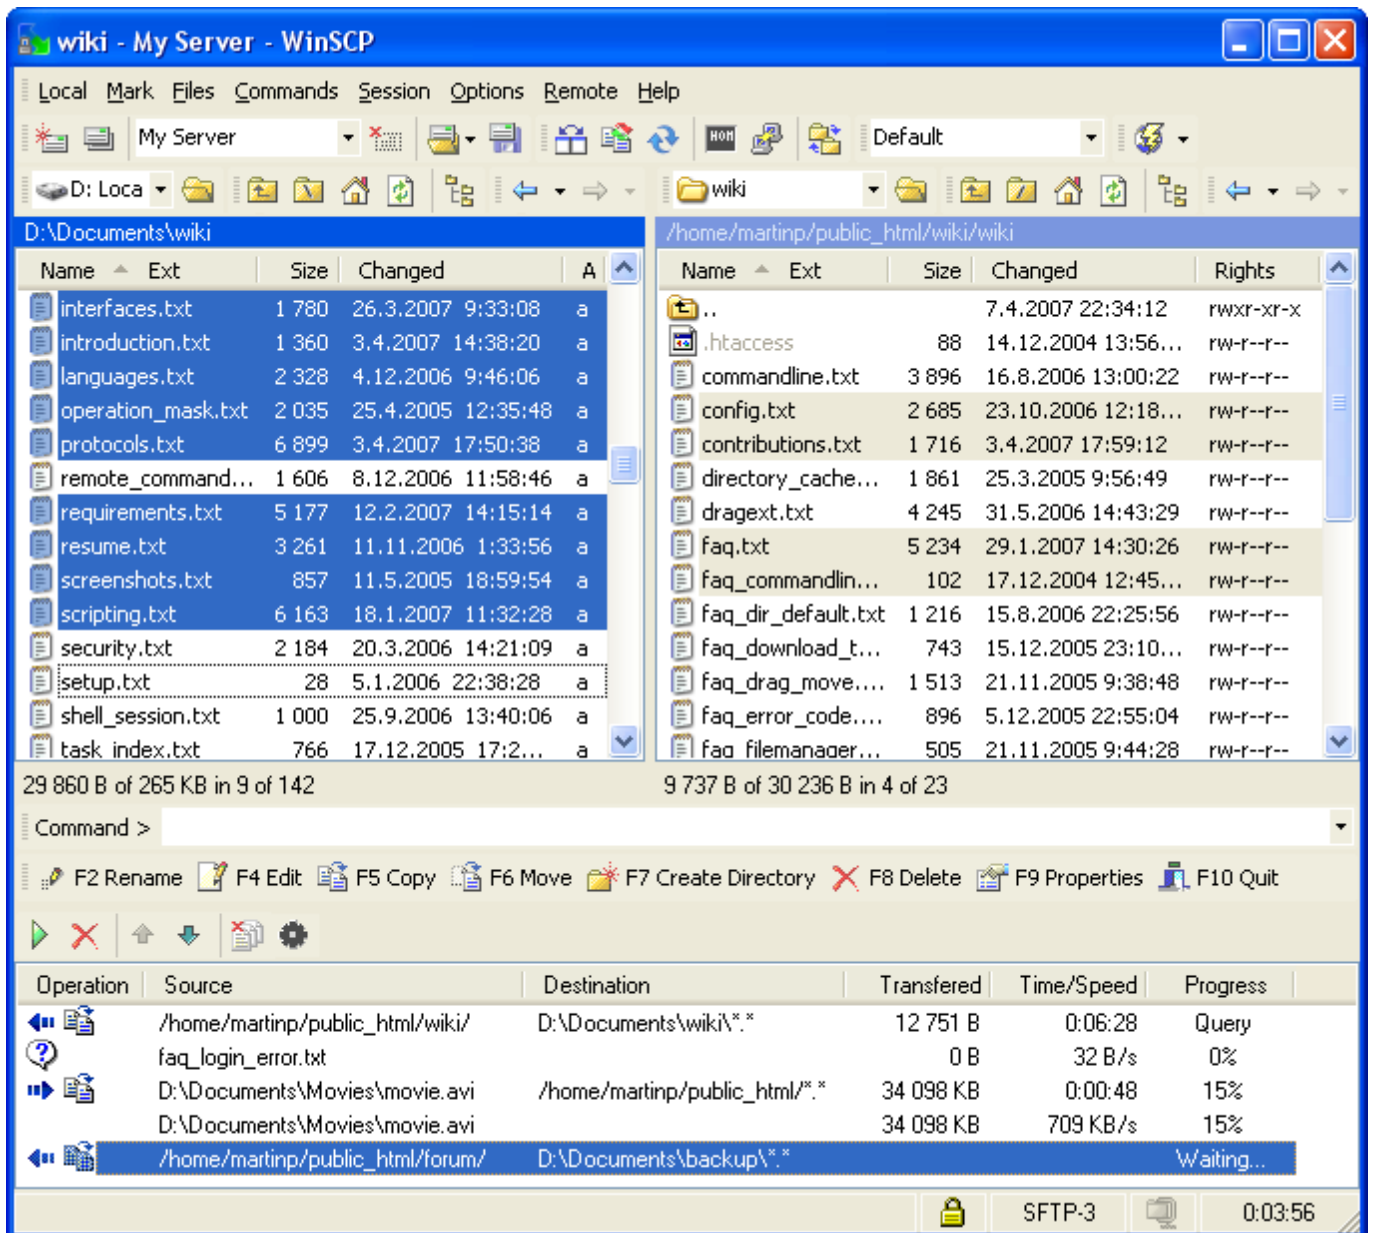 wiki - My Server - WinSCP
Local Mark Files Commands Session Options Remote Help
My Server Default
D: Loca wiki
D:\Documents\wiki /home/martinp/public_html/wiki/wiki
Name Ext Size Changed A Name Ext Size Changed Rights
interfaces.txt 1 780 26.3.2007 9:33:08 a .. 7.4.2007 22:34:12 rwxr-xr-x
introduction.txt 1 360 3.4.2007 14:38:20 a .htaccess 88 14.12.2004 13:56... rw-r--r--
languages.txt 2 328 4.12.2006 9:46:06 a commandline.txt 3 896 16.8.2006 13:00:22 rw-r--r--
operation_mask.txt 2 035 25.4.2005 12:35:48 a config.txt 2 685 23.10.2006 12:18... rw-r--r--
protocols.txt 6 899 3.4.2007 17:50:38 a contributions.txt 1 716 3.4.2007 17:59:12 rw-r--r--
remote_command... 1 606 8.12.2006 11:58:46 a directory_cache... 1 861 25.3.2005 9:56:49 rw-r--r--
requirements.txt 5 177 12.2.2007 14:15:14 a dragext.txt 4 245 31.5.2006 14:43:29 rw-r--r--
resume.txt 3 261 11.11.2006 1:33:56 a faq.txt 5 234 29.1.2007 14:30:26 rw-r--r--
screenshots.txt 857 11.5.2005 18:59:54 a faq_commandlin... 102 17.12.2004 12:45... rw-r--r--
scripting.txt 6 163 18.1.2007 11:32:28 a faq_dir_default.txt 1 216 15.8.2006 22:25:56 rw-r--r--
security.txt 2 184 20.3.2006 14:21:09 a faq_download_t... 743 15.12.2005 23:10... rw-r--r--
setup.txt 28 5.1.2006 22:38:28 a faq_drag_move.... 1 513 21.11.2005 9:38:48 rw-r--r--
shell_session.txt 1 000 25.9.2006 13:40:06 a faq_error_code.... 896 5.12.2005 22:55:04 rw-r--r--
task_index.txt 766 17.12.2005 17:2... a faq_filemanager... 505 21.11.2005 9:44:28 rw-r--r--
29 860 B of 265 KB in 9 of 142 9 737 B of 30 236 B in 4 of 23
Command >
F2 Rename F4 Edit F5 Copy F6 Move F7 Create Directory F8 Delete F9 Properties F10 Quit
Operation Source Destination Transfered Time/Speed Progress
/home/martinp/public_html/wiki/ D:\Documents\wiki\*.* 12 751 B 0:06:28 Query
faq_login_error.txt 0 B 32 B/s 0%
D:\Documents\Movies\movie.avi /home/martinp/public_html/*.* 34 098 KB 0:00:48 15%
D:\Documents\Movies\movie.avi 34 098 KB 709 KB/s 15%
/home/martinp/public_html/forum/ D:\Documents\backup\*.* Waiting...
SFTP-3 0:03:56